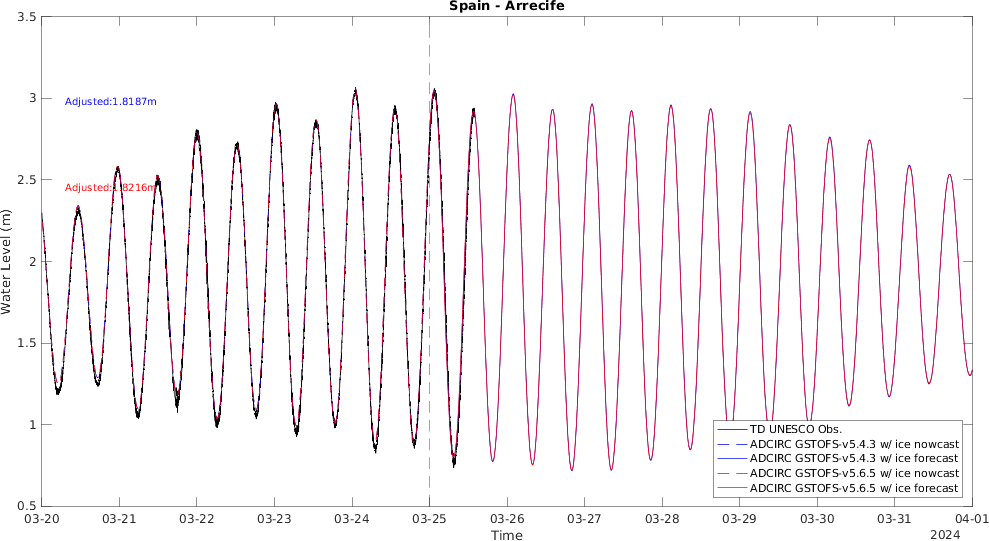 Spain - Arrecife
3.5
3
2.5
2
1.5
1
0.5
Water Level (m)
Adjusted:1.8187m
Adjusted:1.8216m
TD UNESCO Obs.
ADCIRC GSTOFS-v5.4.3 w/ ice nowcast
ADCIRC GSTOFS-v5.4.3 w/ ice forecast
ADCIRC GSTOFS-v5.6.5 w/ ice nowcast
ADCIRC GSTOFS-v5.6.5 w/ ice forecast
03-20 03-21 03-22 03-23 03-24 03-25 03-26 03-27 03-28 03-29 03-30 03-31 04-01
Time
2024